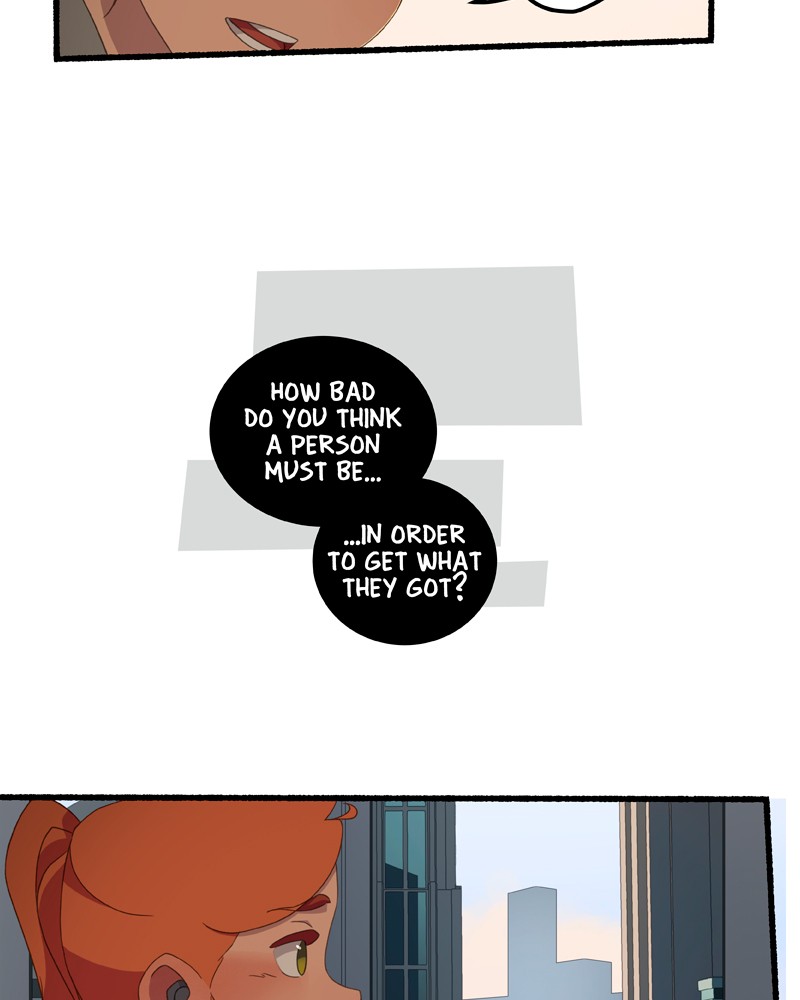 HOW BAD
DO YOU THINK
A PERSON
MUST BE...
...IN ORDER
TO GET WHAT
THEY GOT?